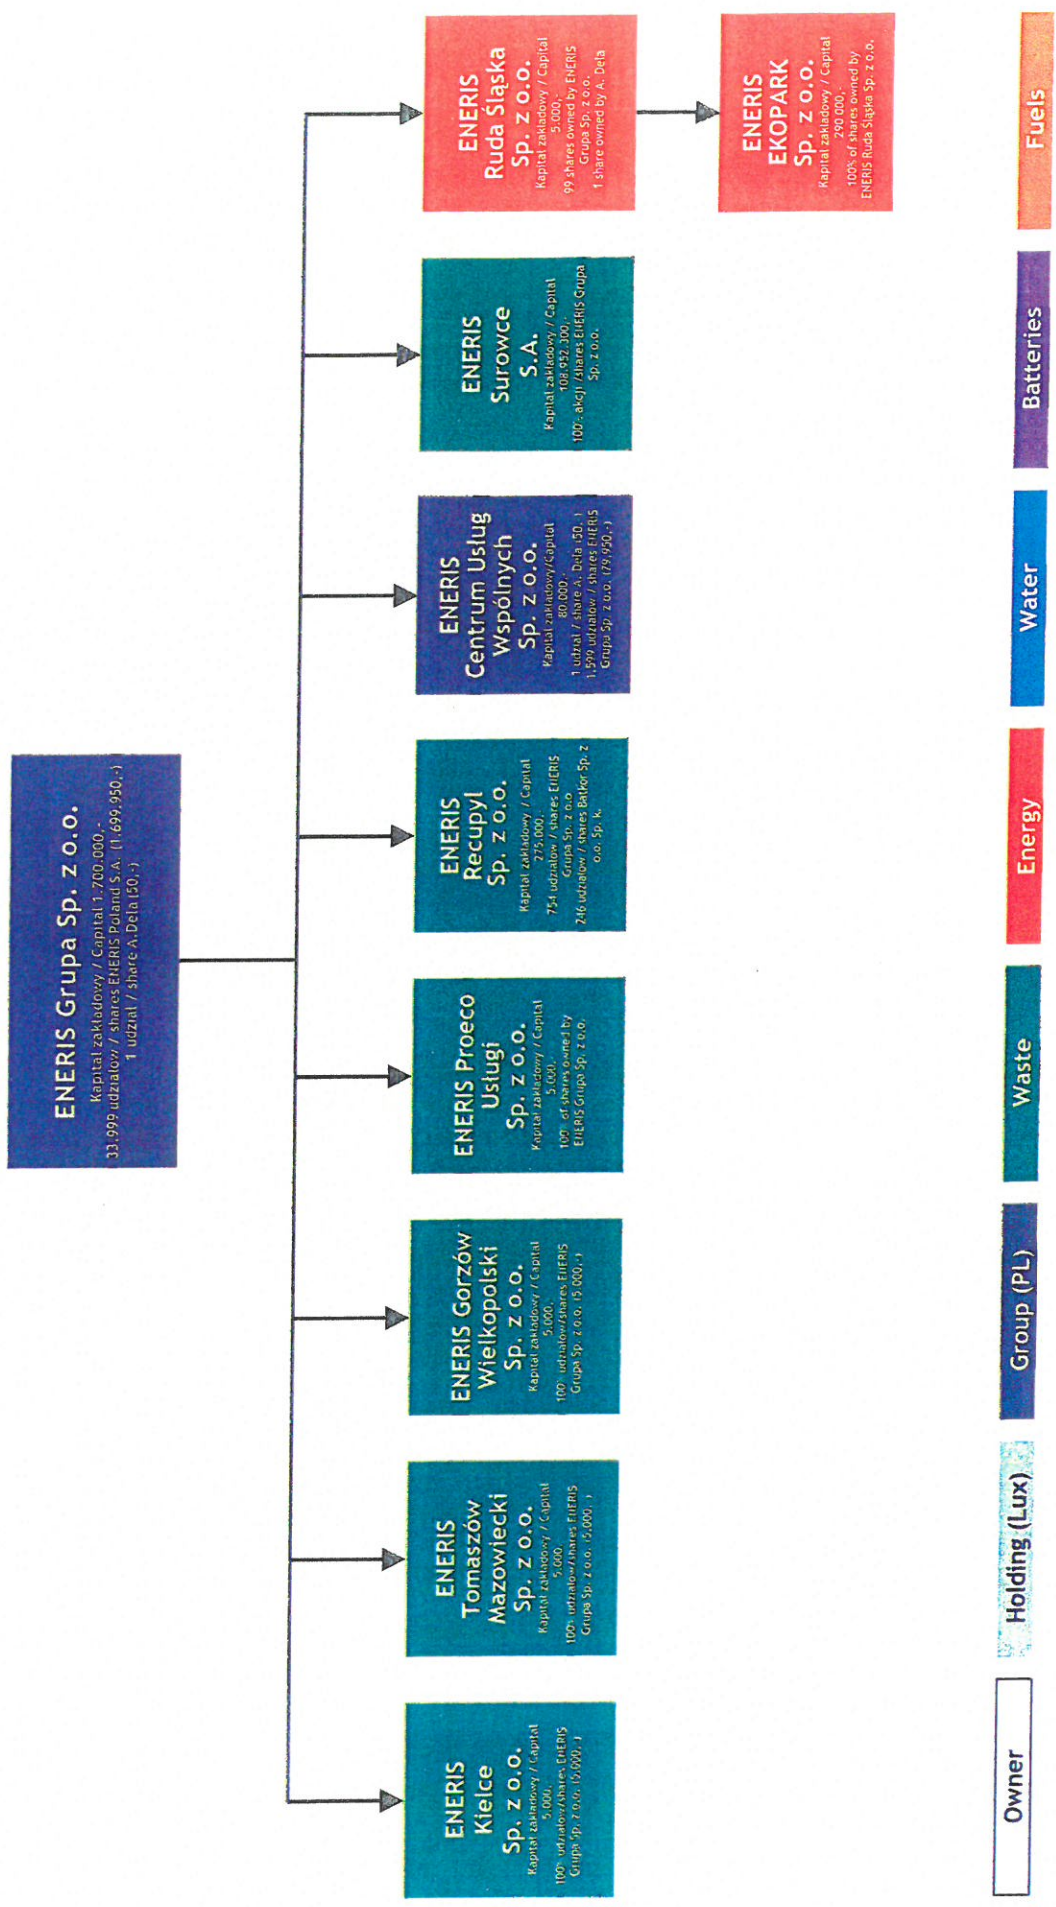 ENERIS Grupa Sp. z o.o.
Kapitał zakładowy / Capital 1.700.000,-
33.999 udziałów / shares ENERIS Poland S.A. (1.699.950,-)
1 udział / share A.Dela (50,-)
ENERIS
Kielce
Sp. z o.o.
Kapitał zakładowy / Capital
5.000,
100% udziałów/shares ENERIS
Grupa Sp. z o.o. (5.000,-)
ENERIS
Tomaszów
Mazowiecki
Sp. z o.o.
Kapitał zakładowy / Capital
5.000,
100% udziałów/shares ENERIS
Grupa Sp. z o.o. (5.000,-)
ENERIS Gorzów
Wielkopolski
Sp. z o.o.
Kapitał zakładowy / Capital
5.000,
100% udziałów/shares ENERIS
Grupa Sp. z o.o. (5.000,-)
ENERIS Proeco
Usługi
Sp. z o.o.
Kapitał zakładowy / Capital
5.000,
100% of shares owned by
ENERIS Grupa Sp. z o.o.
ENERIS
Recupyl
Sp. z o.o.
Kapitał zakładowy / Capital
275.000,-
754 udziałów / shares ENERIS
Grupa Sp. z o.o
246 udziałów / shares Batkor Sp. z
o.o. Sp. k.
ENERIS
Centrum Usług
Wspólnych
Sp. z o.o.
Kapitał zakładowy/Capital
80.000,-
1 udział / share A. Dela (50,-)
1.599 udziałów / shares ENERIS
Grupa Sp. z o.o. (79.950,-)
ENERIS
Surowce
S.A.
Kapitał zakładowy / Capital
108.952.300,-
100% akcji /shares ENERIS Grupa
Sp. z o.o.
ENERIS
Ruda Śląska
Sp. z o.o.
Kapitał zakładowy / Capital
5.000,-
99 shares owned by ENERIS
Grupa Sp. z o.o.
1 share owned by A. Dela
ENERIS
EKOPARK
Sp. z o.o.
Kapitał zakładowy / Capital
290 000,-
100% of shares owned by
ENERIS Ruda Śląska Sp. z o.o.
Owner
Holding (Lux)
Group (PL)
Waste
Energy
Water
Batteries
Fuels